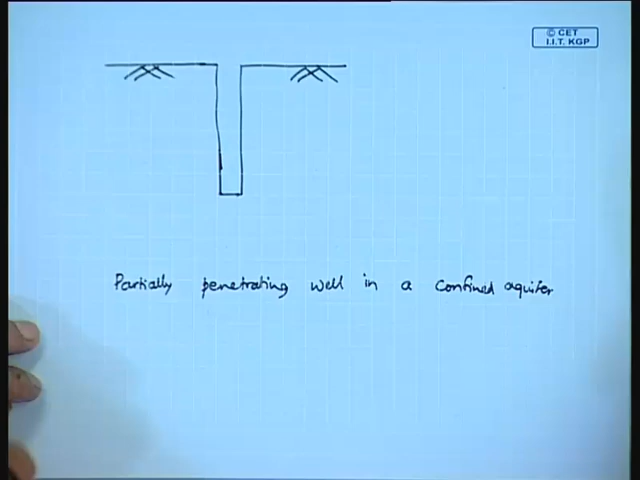 © CET
I.I.T. KGP
Partially penetrating well in a confined aquifer